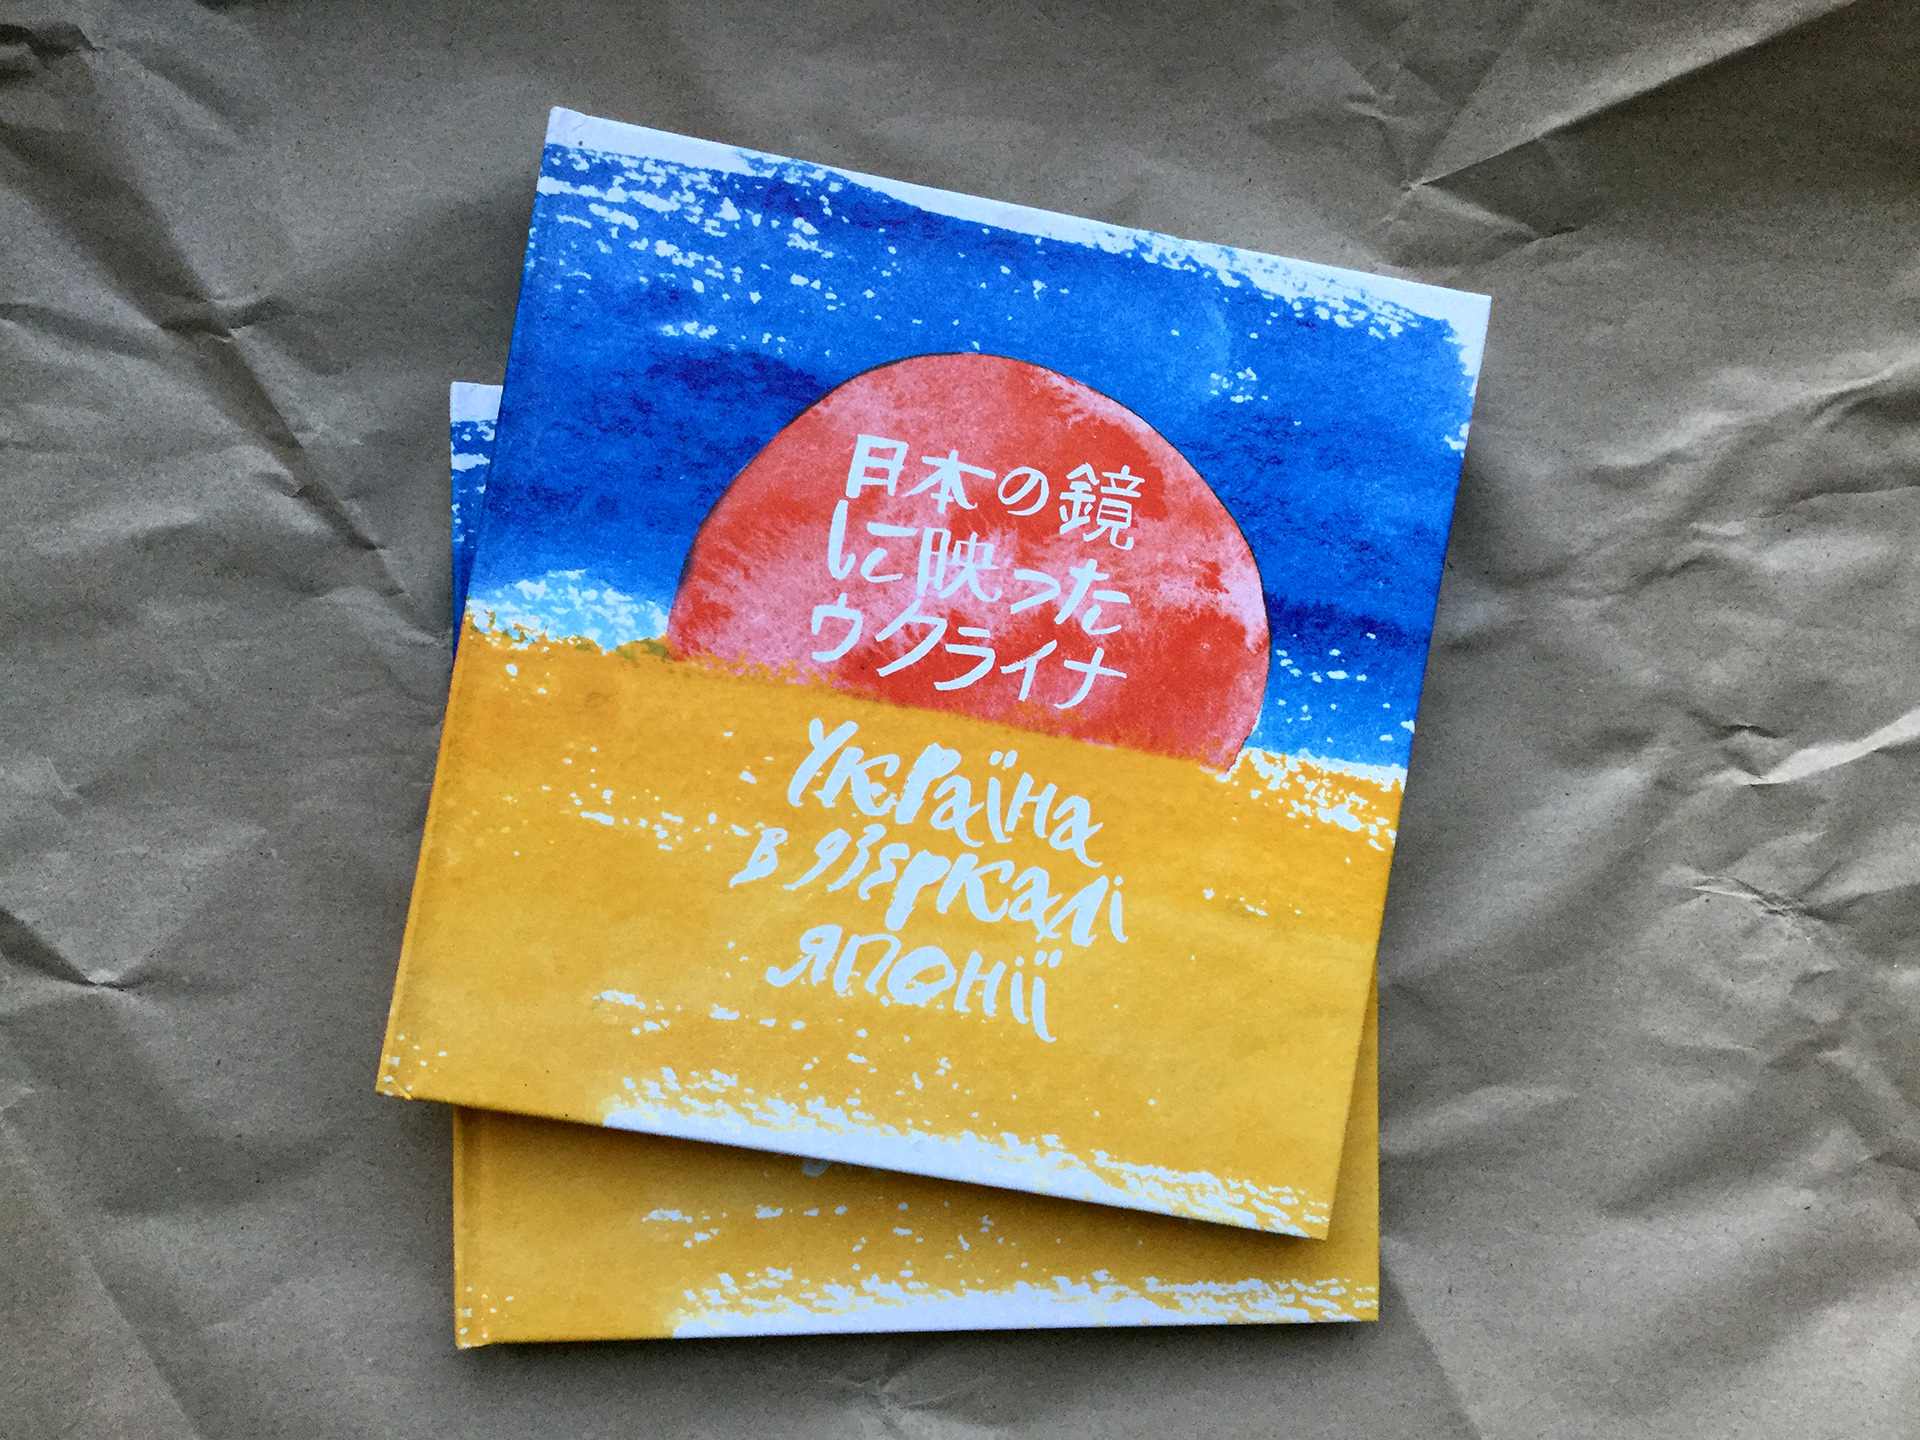 日本の鏡
に映った
ウクライナ
Україна
в дзеркалі
Японії